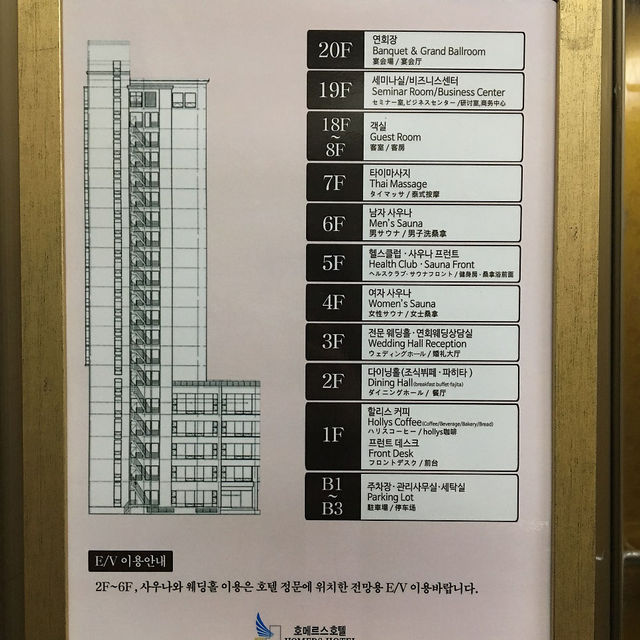 20F
연회장
Banquet & Grand Ballroom
宴会場 / 宴会厅
19F
세미나실/비즈니스센터
Seminar Room/Business Center
セミナー室,ビジネスセンター /研讨室,商务中心
18F
~
8F
객실
Guest Room
客室 / 客房
7F
타이마사지
Thai Massage
タイマッサ / 泰式按摩
6F
남자 사우나
Men's Sauna
男サウナ / 男子洗桑拿
5F
헬스클럽 · 사우나 프런트
Health Club · Sauna Front
ヘルスクラブ · サウナフロント / 健身房 · 桑拿浴前面
4F
여자 사우나
Women's Sauna
女性サウナ / 女士桑拿
3F
전문 웨딩홀 · 연회웨딩상담실
Wedding Hall Reception
ウェディングホール / 婚礼大厅
2F
다이닝홀 (조식뷔페 · 파히타)
Dining Hall(breakfast buffet·fajita)
ダイニングホール / 餐厅
1F
할리스 커피
Hollys Coffee(Coffee/Beverage/Bakery/Bread)
ハリスコーヒー / hollys咖啡
프런트 데스크
Front Desk
フロントデスク / 前台
B1
~
B3
주차장 · 관리사무실 · 세탁실
Parking Lot
駐車場 / 停车场
E/V 이용안내
2F~6F, 사우나와 웨딩홀 이용은 호텔 정문에 위치한 전망용 E/V 이용바랍니다.
호메르스호텔
HOMERS HOTEL